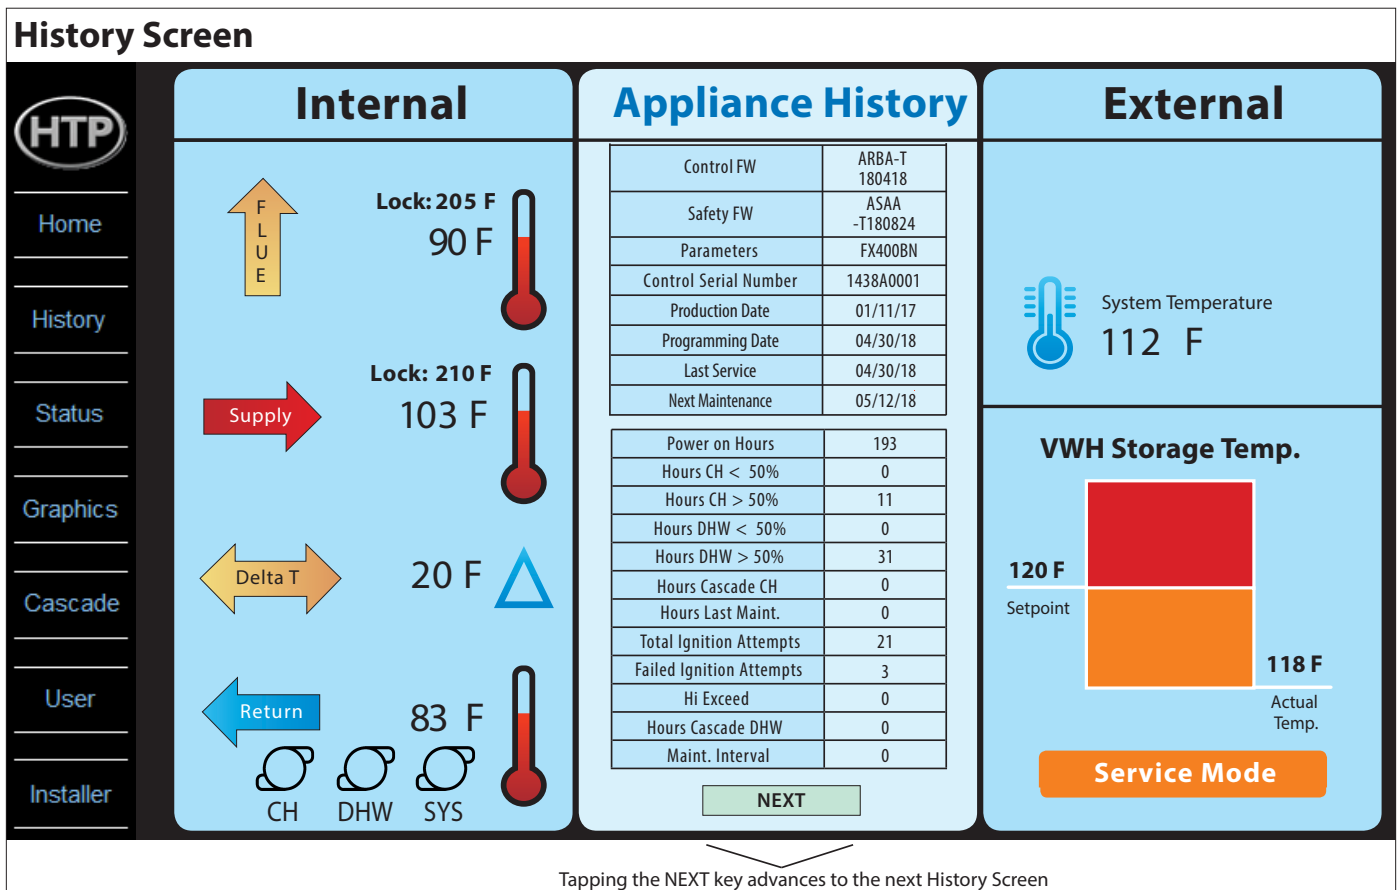 History Screen
HTP
Home
History
Status
Graphics
Cascade
User
Installer
Internal
FLUE
Lock: 205 F
90 F
Lock: 210 F
Supply
103 F
Delta T
20 F
Return
83 F
CH DHW SYS
Appliance History
Control FW ARBA-T
180418
Safety FW ASAA
-T180824
Parameters FX400BN
Control Serial Number 1438A0001
Production Date 01/11/17
Programming Date 04/30/18
Last Service 04/30/18
Next Maintenance 05/12/18
Power on Hours 193
Hours CH < 50% 0
Hours CH > 50% 11
Hours DHW < 50% 0
Hours DHW > 50% 31
Hours Cascade CH 0
Hours Last Maint. 0
Total Ignition Attempts 21
Failed Ignition Attempts 3
Hi Exceed 0
Hours Cascade DHW 0
Maint. Interval 0
NEXT
External
System Temperature
112 F
VWH Storage Temp.
120 F
Setpoint
118 F
Actual
Temp.
Service Mode
Tapping the NEXT key advances to the next History Screen